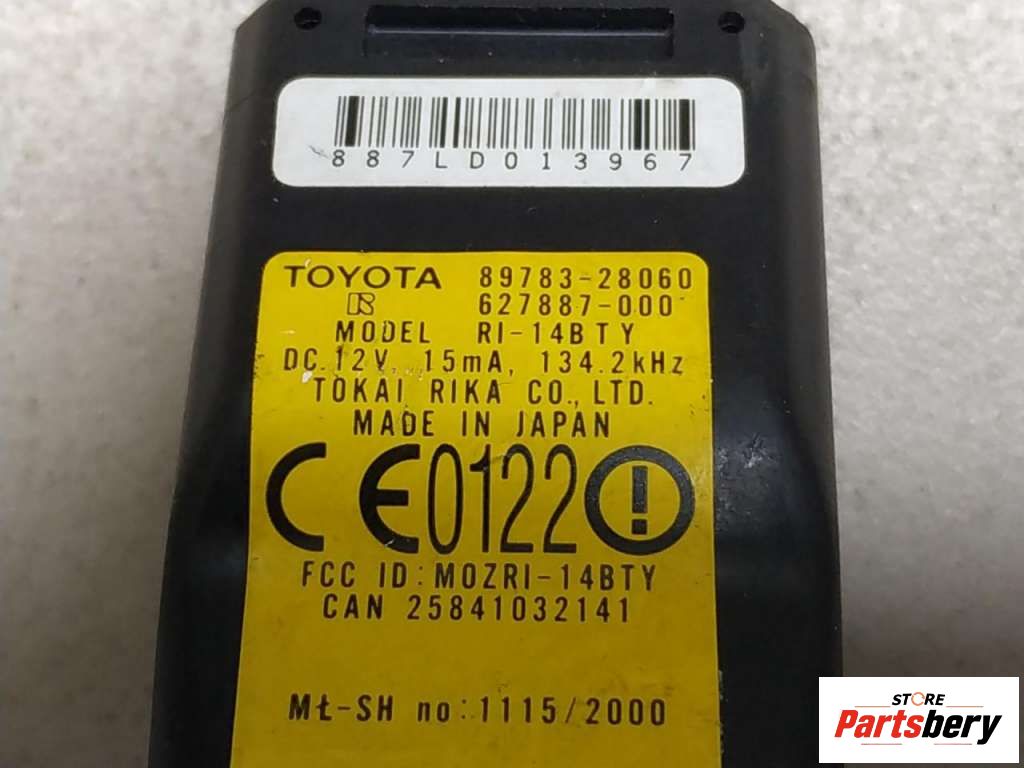 887LD013967
TOYOTA 89783-28060
R 627887-000
MODEL RI-14BTY
DC.12V, 15mA, 134.2kHz
TOKAI RIKA CO., LTD.
MADE IN JAPAN
CE0122
FCC ID:MOZRI-14BTY
CAN 25841032141
MŁ-SH no:1115/2000
STORE
Partsbery